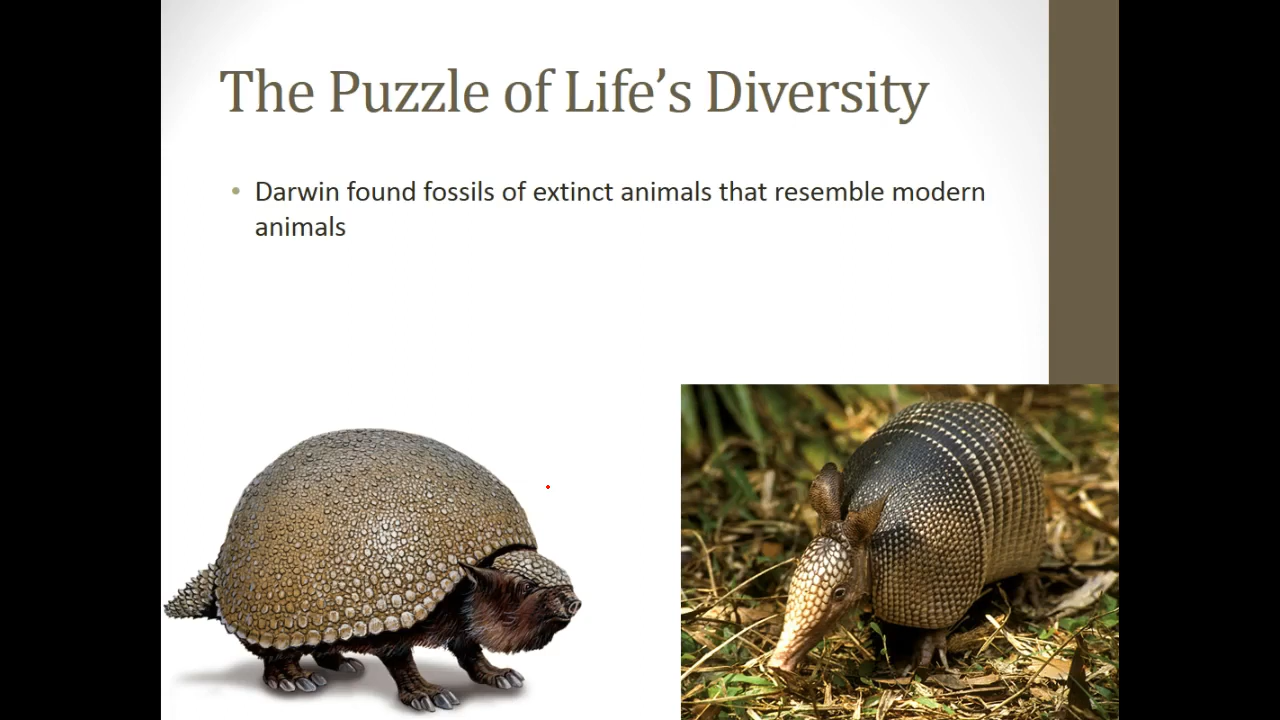 The Puzzle of Life’s Diversity
• Darwin found fossils of extinct animals that resemble modern
animals